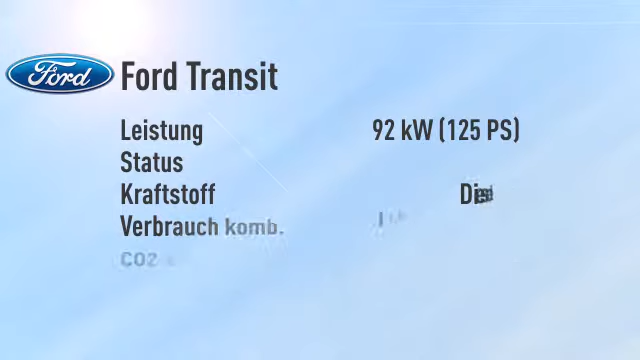 Ford Ford Transit
Leistung 92 kW (125 PS)
Status
Kraftstoff
Verbrauch komb.
CO2